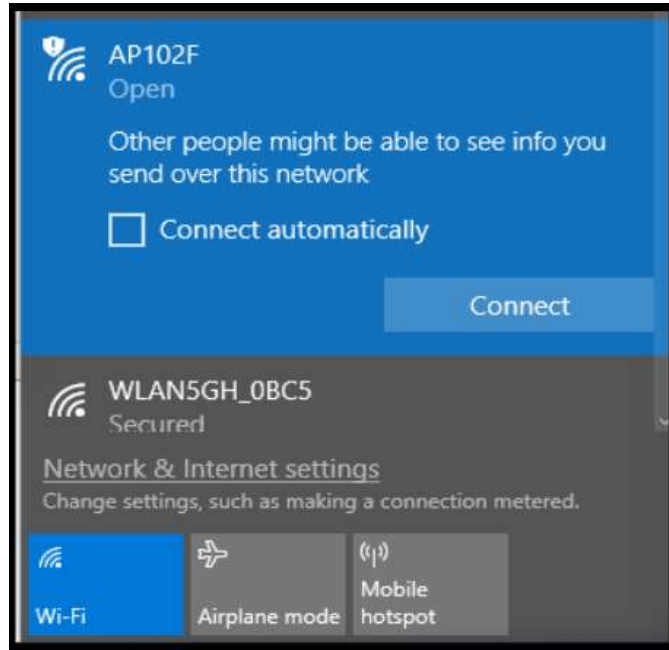 AP102F
Open
Other people might be able to see info you
send over this network
Connect automatically
Connect
WLAN5GH_0BC5
Secured
Network & Internet settings
Change settings, such as making a connection metered.
Wi-Fi
Airplane mode
Mobile
hotspot